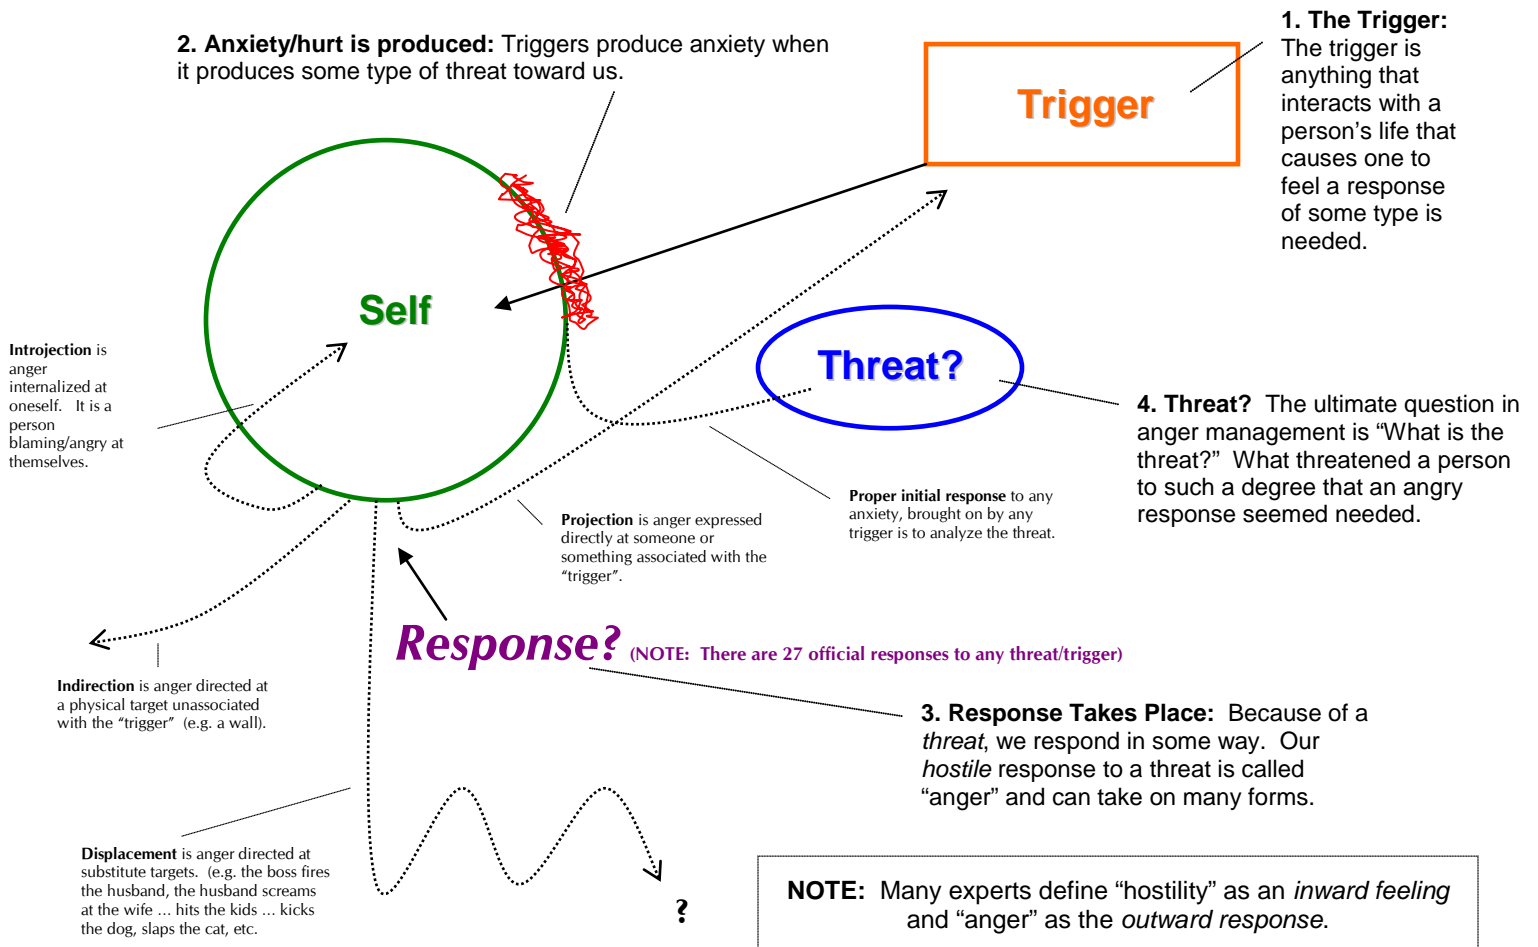 2. Anxiety/hurt is produced: Triggers produce anxiety when
it produces some type of threat toward us.
1. The Trigger:
The trigger is
anything that
interacts with a
person’s life that
causes one to
feel a response
of some type is
needed.
Trigger
Self
Threat?
Introjection is
anger
internalized at
oneself. It is a
person
blaming/angry at
themselves.
4. Threat? The ultimate question in
anger management is “What is the
threat?” What threatened a person
to such a degree that an angry
response seemed needed.
Proper initial response to any
anxiety, brought on by any
trigger is to analyze the threat.
Projection is anger expressed
directly at someone or
something associated with the
“trigger”.
Response? (NOTE: There are 27 official responses to any threat/trigger)
Indirection is anger directed at
a physical target unassociated
with the “trigger” (e.g. a wall).
3. Response Takes Place: Because of a
threat, we respond in some way. Our
hostile response to a threat is called
“anger” and can take on many forms.
Displacement is anger directed at
substitute targets. (e.g. the boss fires
the husband, the husband screams
at the wife ... hits the kids ... kicks
the dog, slaps the cat, etc.
?
NOTE: Many experts define “hostility” as an inward feeling
and “anger” as the outward response.